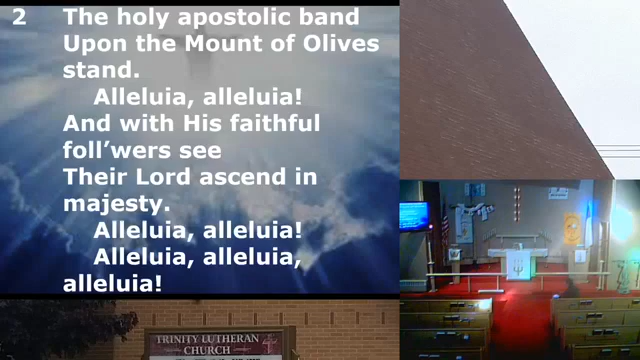 2 The holy apostolic band
Upon the Mount of Olives
stand.
Alleluia, alleluia!
And with His faithful
foll’wers see
Their Lord ascend in
majesty.
Alleluia, alleluia!
Alleluia, alleluia,
alleluia!
TRINITY LUTHERAN
CHURCH